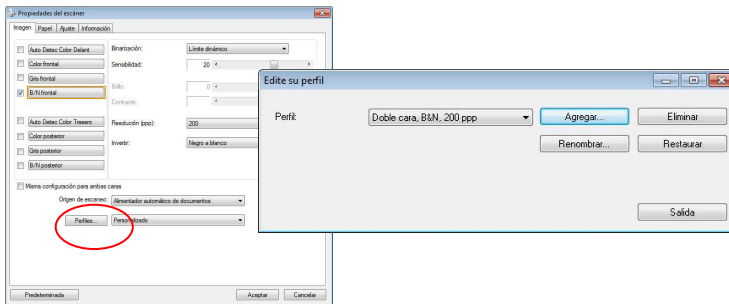 Propiedades del escáner
Imagen Papel Ajuste Información
Auto Detec Color Delant
Color frontal
Gris frontal
B/N frontal
Auto Detec Color Trasero
Color posterior
Gris posterior
B/N posterior
Binarización: Límite dinámico
Sensibilidad: 20
Brillo: 0
Contraste:
Resolución (ppp): 200
Invertir: Negro a blanco
Misma configuración para ambas caras
Origen de escaneo: Alimentador automático de documentos
Perfiles... Personalizado
Predeterminada Aceptar Cancelar
Edite su perfil
Perfil: Doble cara, B&N, 200 ppp Agregar... Eliminar
Renombrar... Restaurar
Salida